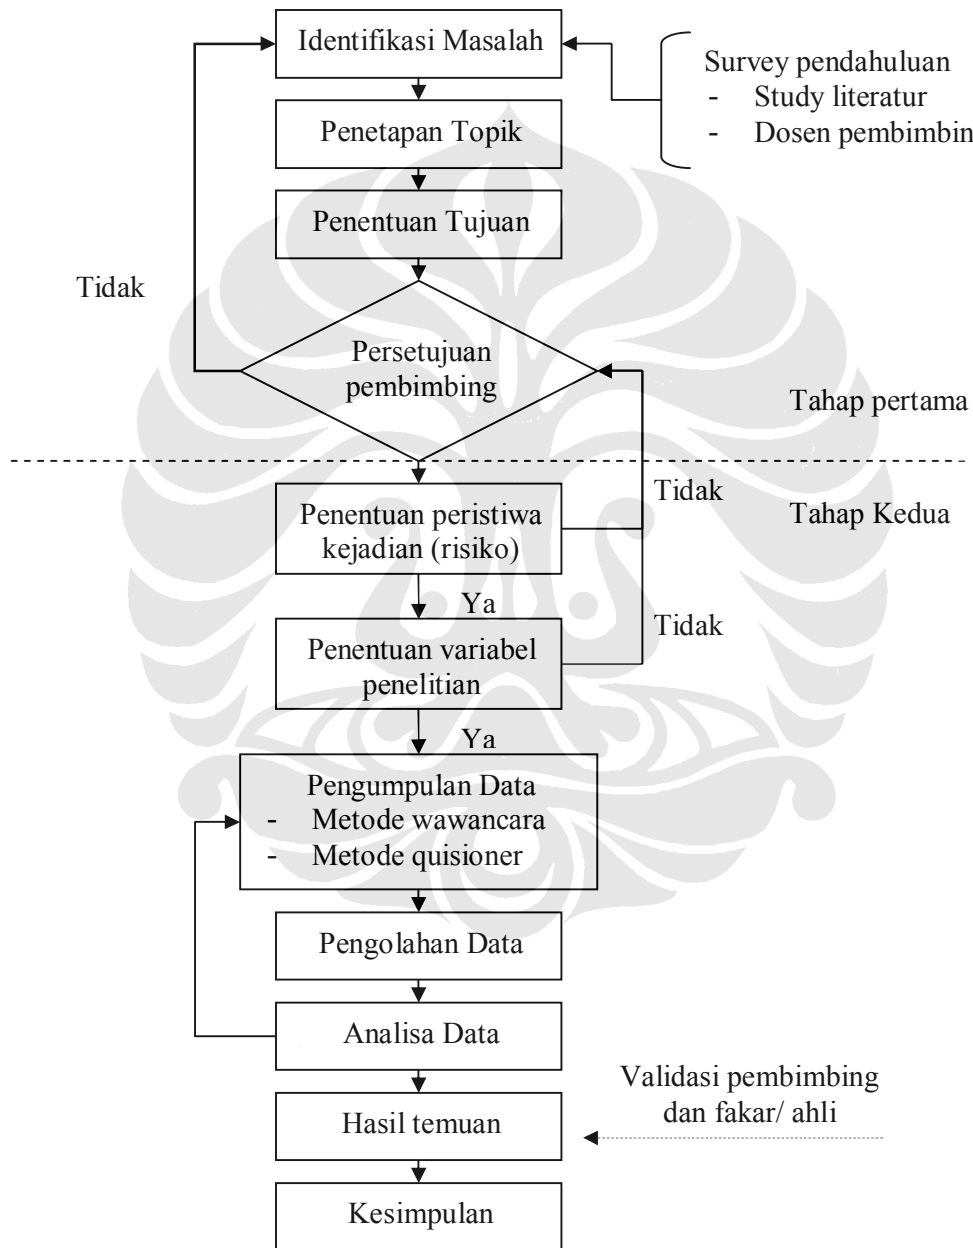 Identifikasi Masalah
Survey pendahuluan
- Study literatur
- Dosen pembimbin
Penetapan Topik
Penentuan Tujuan
Tidak
Persetujuan
pembimbing
Tahap pertama
Tidak
Tahap Kedua
Penentuan peristiwa
kejadian (risiko)
Ya
Tidak
Penentuan variabel
penelitian
Ya
Pengumpulan Data
- Metode wawancara
- Metode quisioner
Pengolahan Data
Analisa Data
Validasi pembimbing
dan fakar/ ahli
Hasil temuan
Kesimpulan